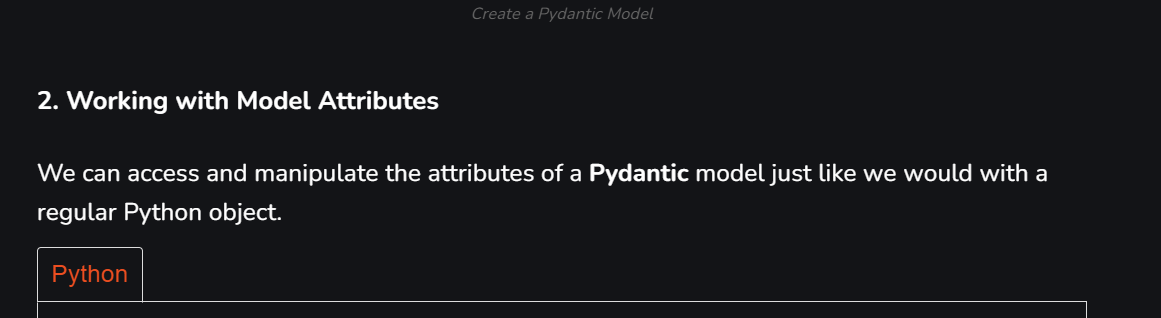 Create a Pydantic Model
2. Working with Model Attributes
We can access and manipulate the attributes of a Pydantic model just like we would with a
regular Python object.
Python